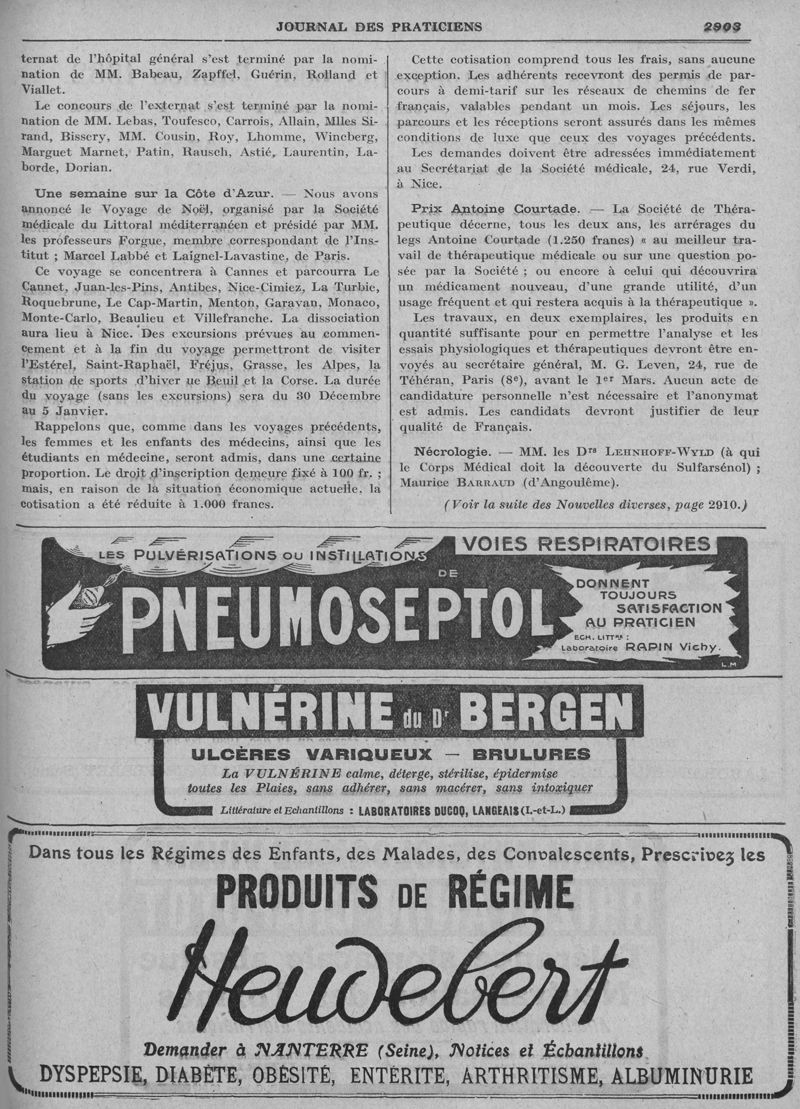 JOURNAL DES PRATICIENS
2903
ternat de l'hôpital général s'est terminé par la nomi-
nation de MM. Babeau, Zapffel, Guérin, Rolland et
Viallet.
Le concours de l'externat s'est terminé par la nomi-
nation de MM. Lebas, Toufesco, Carrois, Allain, Mlles Si-
rand, Bissery, MM. Cousin, Roy, Lhomme, Wineberg,
Marguet Marnet, Patin, Rausch, Astié, Laurentin, La-
borde, Dorian.
Une semaine sur la Côte d'Azur. — Nous avons
annoncé le Voyage de Noël, organisé par la Société
médicale du Littoral méditerranéen et présidé par MM.
les professeurs Forgue, membre correspondant de l'Ins-
titut ; Marcel Labbé et Laignel-Lavastine, de Paris.
Ce voyage se concentrera à Cannes et parcourra Le
Cannet, Juan-les-Pins, Antibes, Nice-Cimiez, La Turbie,
Roquebrune, Le Cap-Martin, Menton, Garavan, Monaco,
Monte-Carlo, Beaulieu et Villefranche. La dissociation
aura lieu à Nice. Des excursions prévues au commen-
cement et à la fin du voyage permettront de visiter
l'Estérel, Saint-Raphaël, Fréjus, Grasse, les Alpes, la
station de sports d'hiver ue Beuil et la Corse. La durée
du voyage (sans les excursions) sera du 30 Décembre
au 5 Janvier.
Rappelons que, comme dans les voyages précédents,
les femmes et les enfants des médecins, ainsi que les
étudiants en médecine, seront admis, dans une certaine
proportion. Le droit d'inscription demeure fixé à 100 fr. ;
mais, en raison de la situation économique actuelle, la
cotisation a été réduite à 1.000 francs.
Cette cotisation comprend tous les frais, sans aucune
exception. Les adhérents recevront des permis de par-
cours à demi-tarif sur les réseaux de chemins de fer
français, valables pendant un mois. Les séjours, les
parcours et les réceptions seront assurés dans les mêmes
conditions de luxe que ceux des voyages précédents.
Les demandes doivent être adressées immédiatement
au Secrétariat de la Société médicale, 24, rue Verdi,
à Nice.
Prix Antoine Courtade. — La Société de Théra-
peutique décerne, tous les deux ans, les arrérages du
legs Antoine Courtade (1.250 francs) « au meilleur tra-
vail de thérapeutique médicale ou sur une question po-
sée par la Société ; ou encore à celui qui découvrira
un médicament nouveau, d'une grande utilité, d'un
usage fréquent et qui restera acquis à la thérapeutique ».
Les travaux, en deux exemplaires, les produits en
quantité suffisante pour en permettre l'analyse et les
essais physiologiques et thérapeutiques devront être en-
voyés au secrétaire général, M. G. Leven, 24, rue de
Téhéran, Paris (8e), avant le 1er Mars. Aucun acte de
candidature personnelle n'est nécessaire et l'anonymat
est admis. Les candidats devront justifier de leur
qualité de Français.
Nécrologie. — MM. les Drs LEHNHOFF-WYLD (à qui
le Corps Médical doit la découverte du Sulfarsénol) ;
Maurice BARRAUD (d'Angoulême).
(Voir la suite des Nouvelles diverses, page 2910.)
VOIES RESPIRATOIRES
LES PULVÉRISATIONS OU INSTILLATIONS
DE
PNEUMOSEPTOL
DONNENT
TOUJOURS
SATISFACTION
AU PRATICIEN
ECH. LITTre :
Laboratoire RAPIN Vichy.
L.M
VULNÉRINE du Dr BERGEN
ULCÈRES VARIQUEUX — BRULURES
La VULNÉRINE calme, déterge, stérilise, épidermise
toutes les Plaies, sans adhérer, sans macérer, sans intoxiquer
Littérature et Echantillons : LABORATOIRES DUCOQ, LANGEAIS (I.-et-L.)
Dans tous les Régimes des Enfants, des Malades, des Convalescents, Prescrivez les
PRODUITS DE RÉGIME
Heudebert
Demander à NANTERRE (Seine), Notices et Échantillons
DYSPEPSIE, DIABÈTE, OBÉSITÉ, ENTÉRITE, ARTHRITISME, ALBUMINURIE